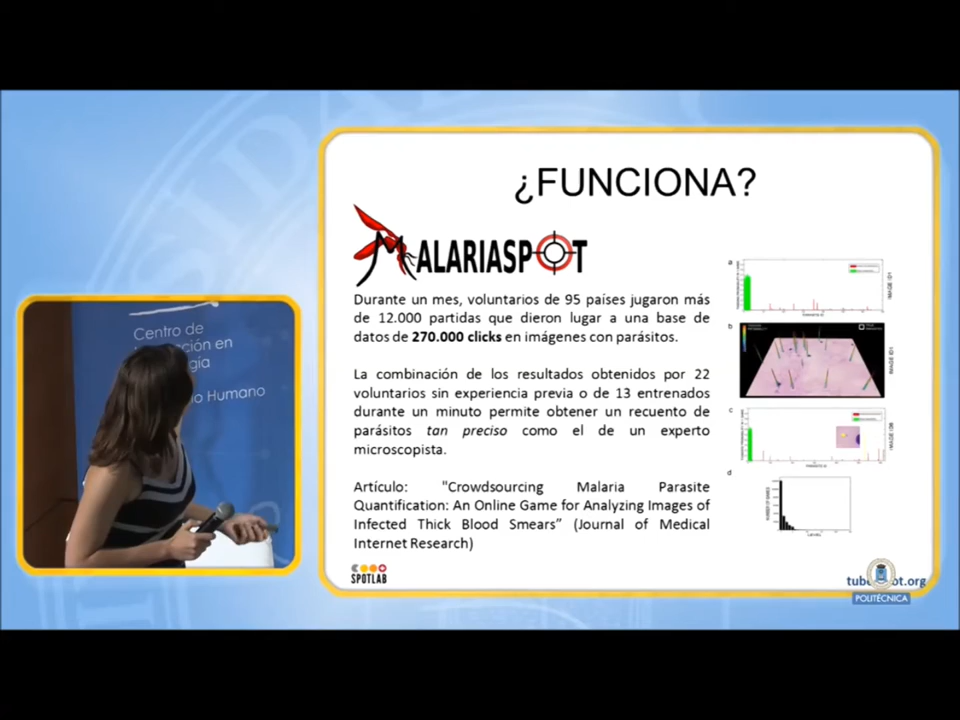 ¿FUNCIONA?
MALARIASPOT
Durante un mes, voluntarios de 95 países jugaron más
de 12.000 partidas que dieron lugar a una base de
datos de 270.000 clicks en imágenes con parásitos.
La combinación de los resultados obtenidos por 22
voluntarios sin experiencia previa o de 13 entrenados
durante un minuto permite obtener un recuento de
parásitos tan preciso como el de un experto
microscopista.
Artículo: "Crowdsourcing Malaria Parasite
Quantification: An Online Game for Analyzing Images of
Infected Thick Blood Smears” (Journal of Medical
Internet Research)
SPOTLAB
POLITÉCNICA
Centro de
en
Humano
a
b
c
d
LEVEL